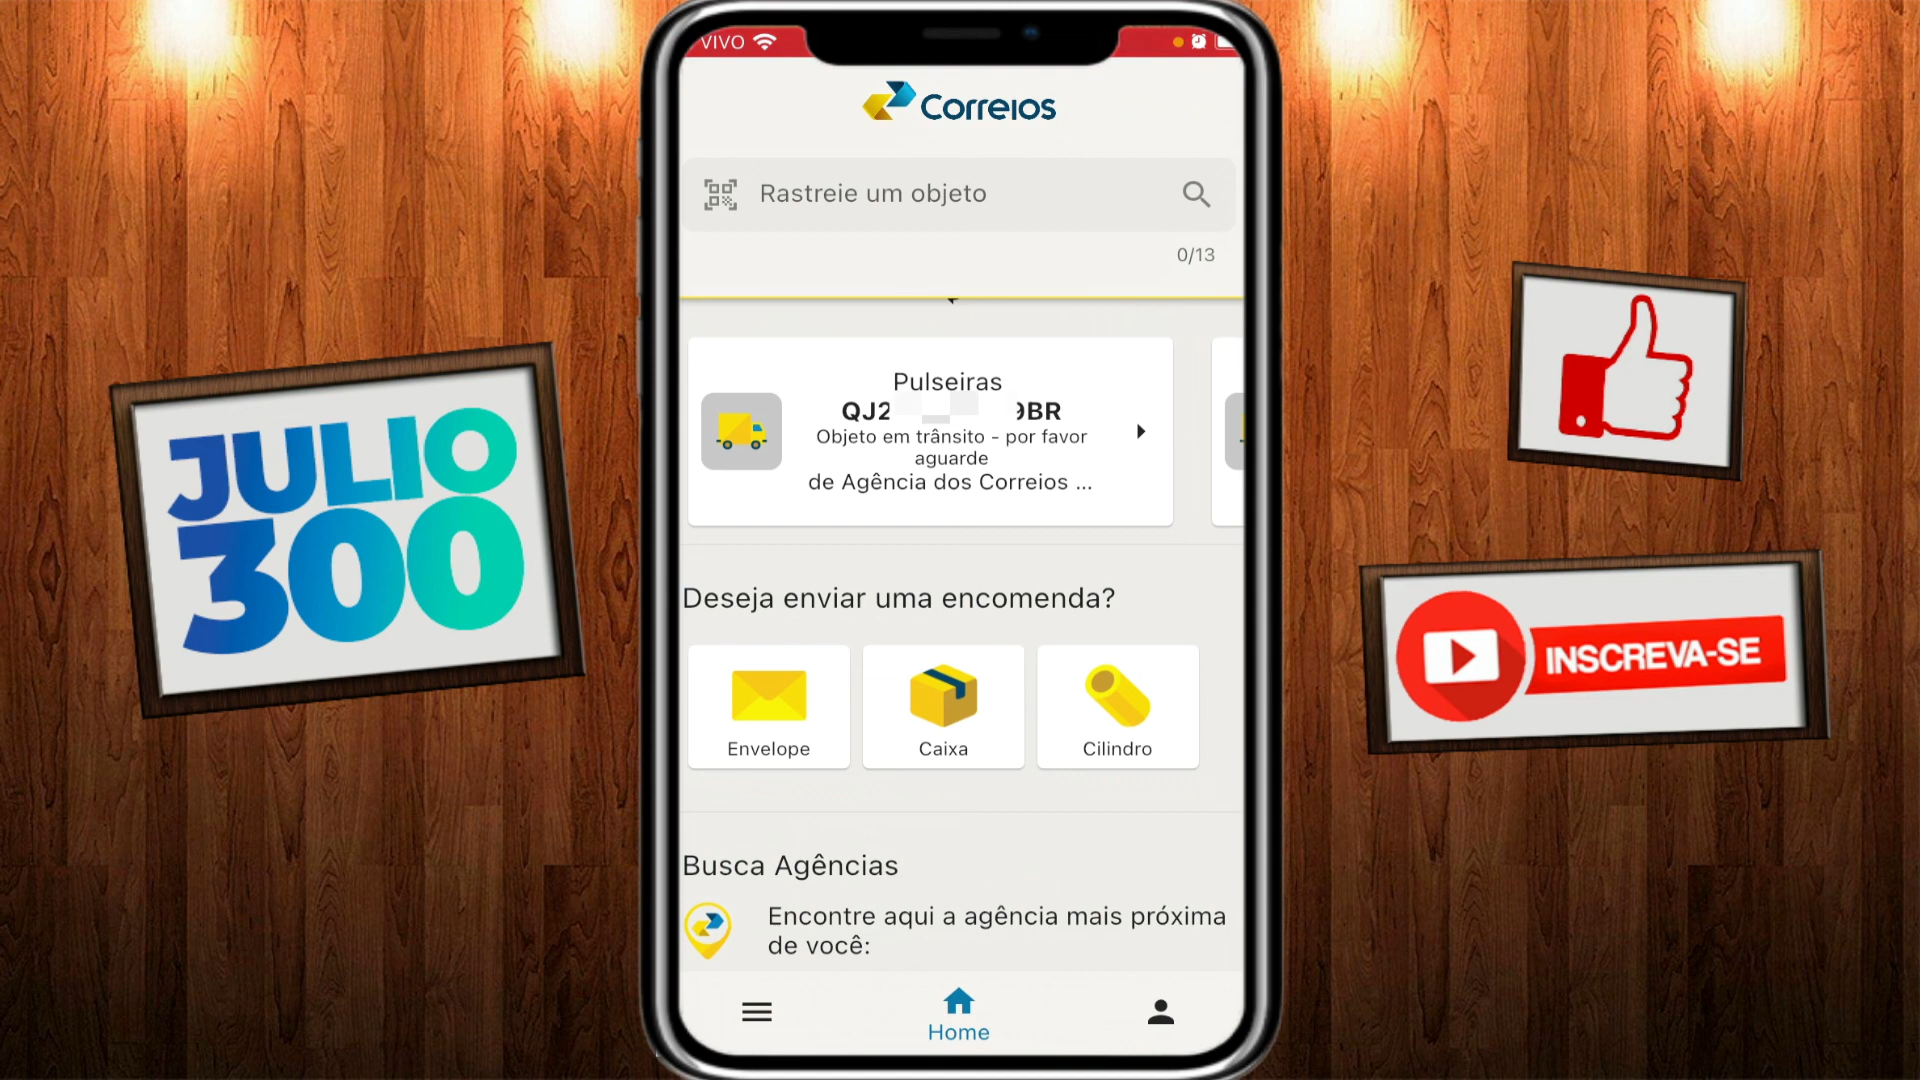 VIVO
Correios
Rastreie um objeto
0/13
Pulseiras
QJ2 9BR
Objeto em trânsito - por favor
aguarde
de Agência dos Correios ...
Deseja enviar uma encomenda?
Envelope
Caixa
Cilindro
Busca Agências
Encontre aqui a agência mais próxima
de você:
Home
JULIO
300
INSCREVA-SE